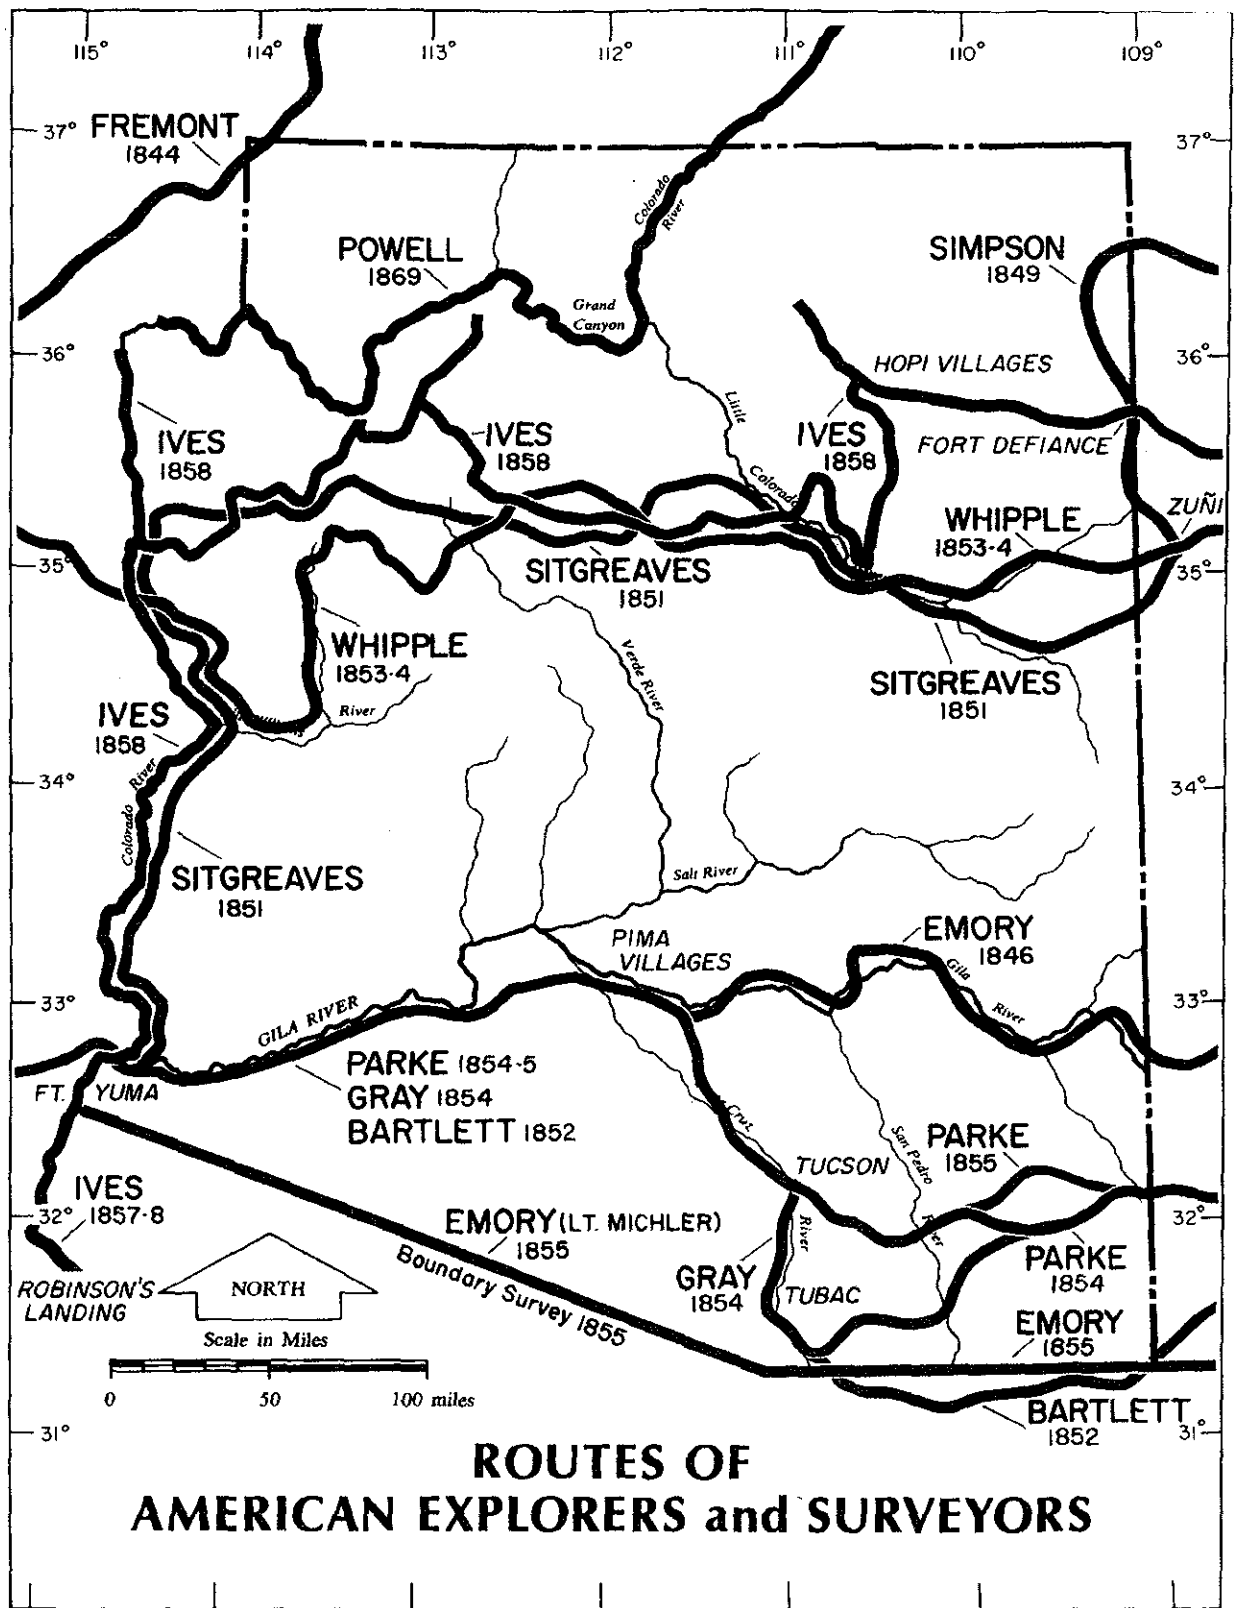 115°
114°
113°
112°
111°
110°
109°
37°
FREMONT
1844
37°
Colorado
River
POWELL
1869
SIMPSON
1849
Grand
Canyon
36°
36°
HOPI VILLAGES
Little
IVES
1858
IVES
1858
IVES
1858
FORT DEFIANCE
Colorado
ZUÑI
WHIPPLE
1853-4
35°
35°
SITGREAVES
1851
WHIPPLE
1853-4
Verde River
SITGREAVES
1851
River
IVES
1858
34°
34°
Colorado River
SITGREAVES
1851
Salt River
PIMA
VILLAGES
EMORY
1846
Gila
River
33°
33°
GILA RIVER
PARKE 1854-5
GRAY 1854
BARTLETT 1852
FT. YUMA
Cruz
San Pedro
River
PARKE
1855
TUCSON
IVES
1857-8
32°
32°
EMORY (LT. MICHLER)
1855
Boundary Survey 1855
River
GRAY
1854
TUBAC
PARKE
1854
ROBINSON'S
LANDING
NORTH
EMORY
1855
Scale in Miles
0 50 100 miles
BARTLETT
1852
31°
31°
ROUTES OF
AMERICAN EXPLORERS and SURVEYORS